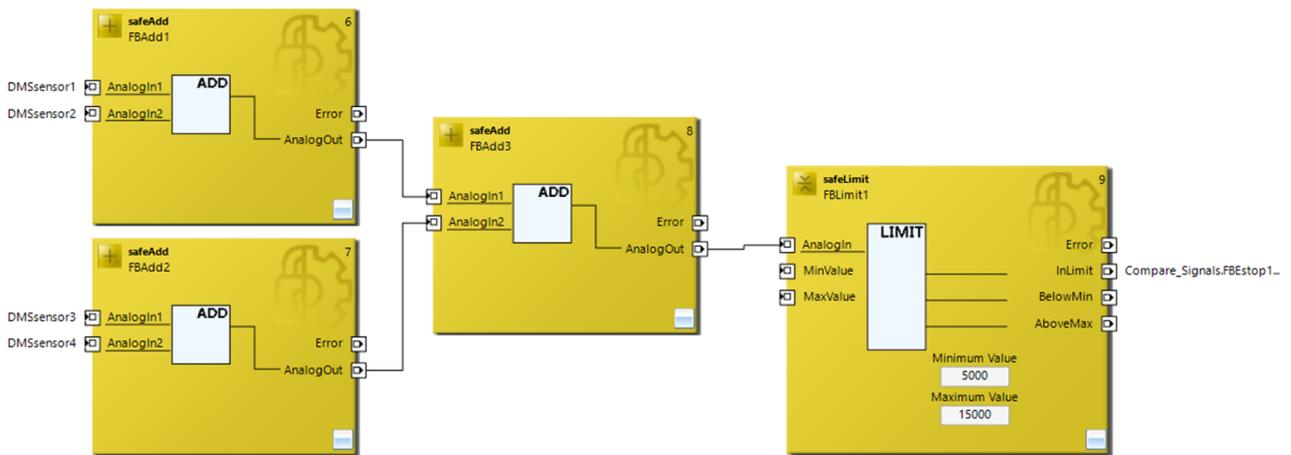 safeAdd 6
FBAdd1
ADD
DMSsensor1 AnalogIn1
DMSsensor2 AnalogIn2
Error
AnalogOut
safeAdd 7
FBAdd2
ADD
DMSsensor3 AnalogIn1
DMSsensor4 AnalogIn2
Error
AnalogOut
safeAdd 8
FBAdd3
ADD
AnalogIn1
AnalogIn2
Error
AnalogOut
safeLimit 9
FBLimit1
LIMIT
AnalogIn
MinValue
MaxValue
Error
InLimit Compare_Signals.FBEstop1...
BelowMin
AboveMax
Minimum Value
5000
Maximum Value
15000